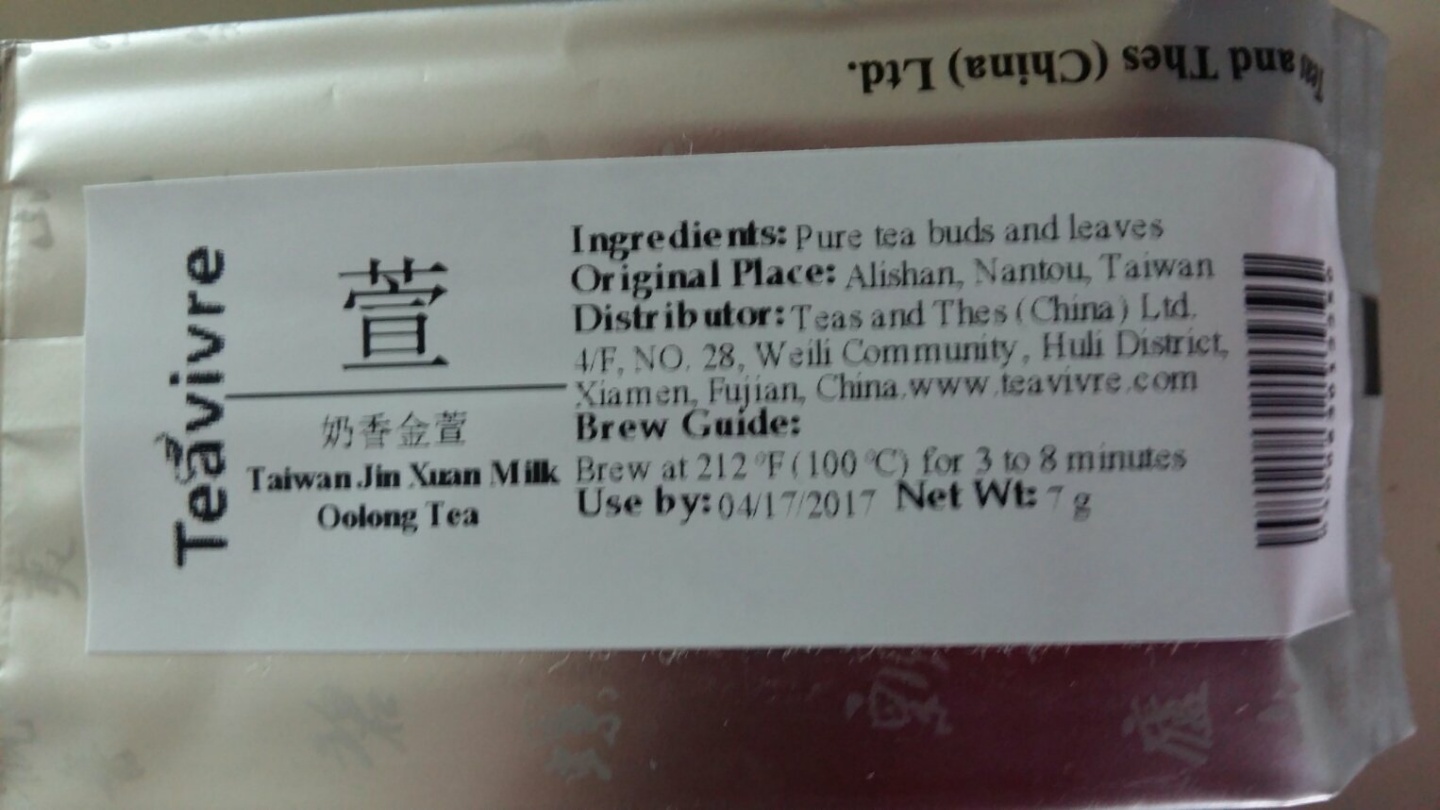 Teas and Thes (China) Ltd.
Teavivre
萱
奶香金萱
Taiwan Jin Xuan Milk
Oolong Tea
Ingredients: Pure tea buds and leaves
Original Place: Alishan, Nantou, Taiwan
Distributor: Teas and Thes (China) Ltd.
4/F, NO. 28, Weili Community, Huli District,
Xiamen, Fujian, China.www.teavivre.com
Brew Guide:
Brew at 212 °F (100 °C) for 3 to 8 minutes
Use by: 04/17/2017 Net Wt: 7 g